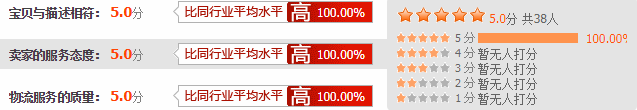 宝贝与描述相符： 5.0分 比同行业平均水平 高 100.00%
卖家的服务态度： 5.0分 比同行业平均水平 高 100.00%
物流服务的质量： 5.0分 比同行业平均水平 高 100.00%
5.0分 共38人
5分 100.00%
4分 暂无人打分
3分 暂无人打分
2分 暂无人打分
1分 暂无人打分